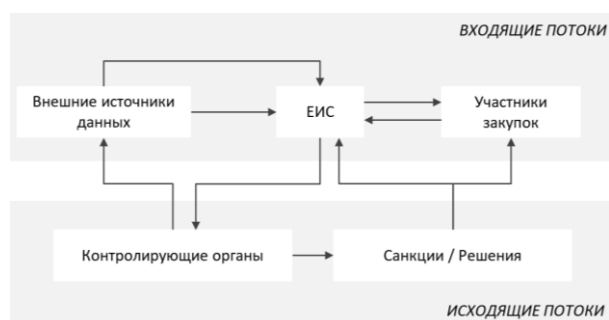 ВХОДЯЩИЕ ПОТОКИ
Внешние источники
данных
ЕИС
Участники
закупок
Контролирующие органы
Санкции / Решения
ИСХОДЯЩИЕ ПОТОКИ